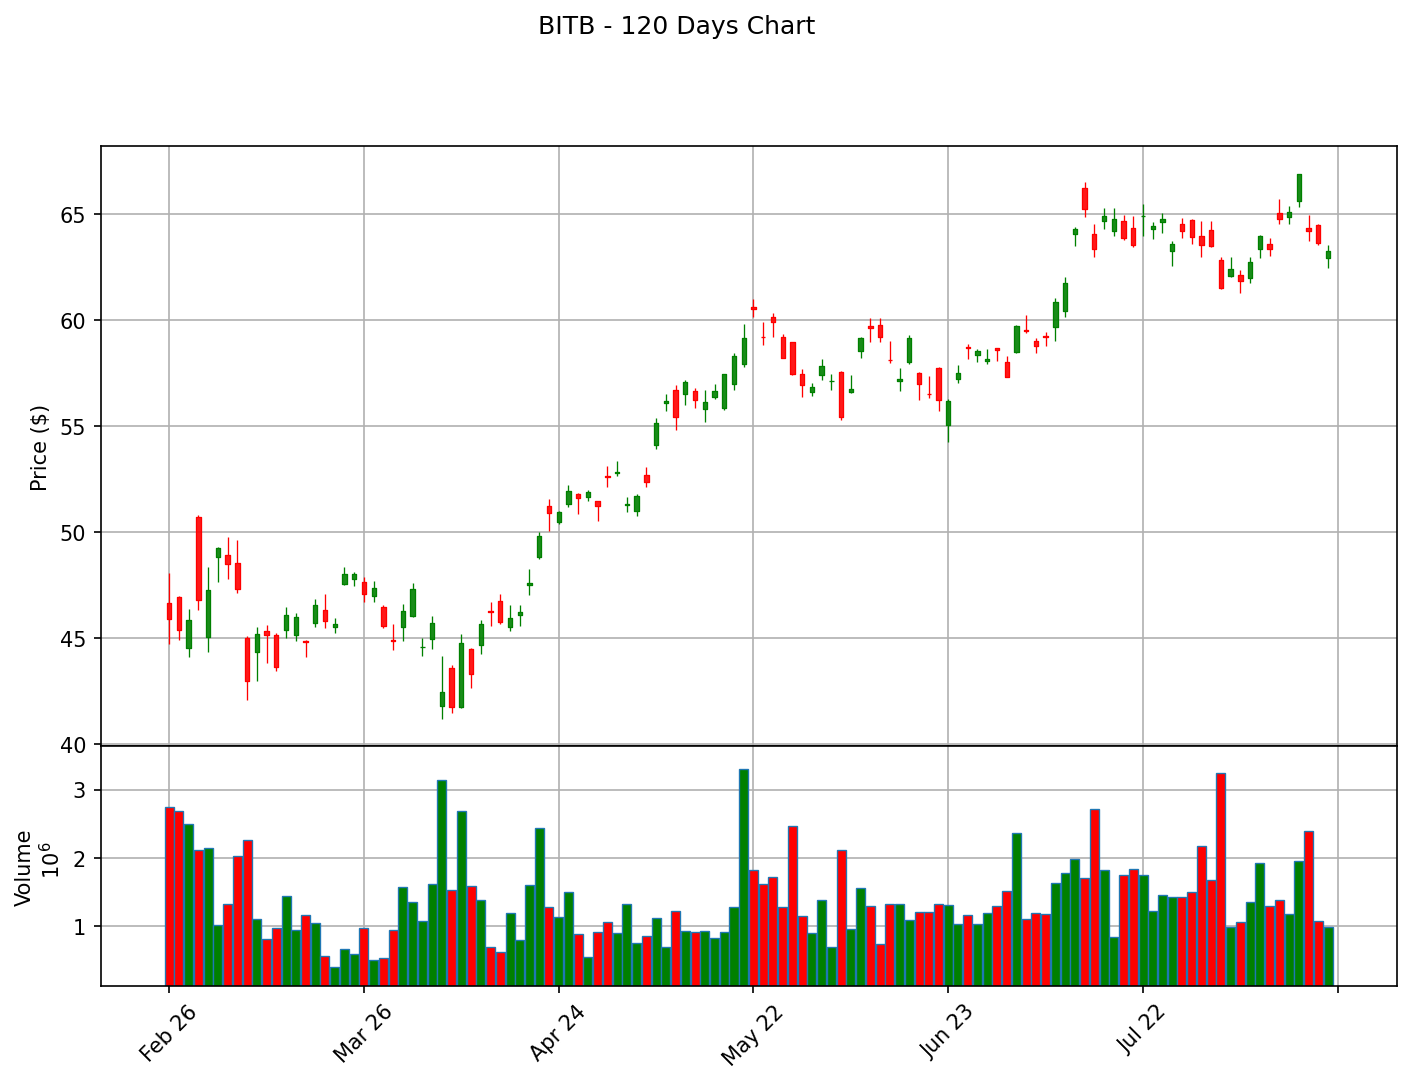 BITB - 120 Days Chart
Price ($)
65
60
55
50
45
40
Volume
10^6
3
2
1
Feb 26
Mar 26
Apr 24
May 22
Jun 23
Jul 22